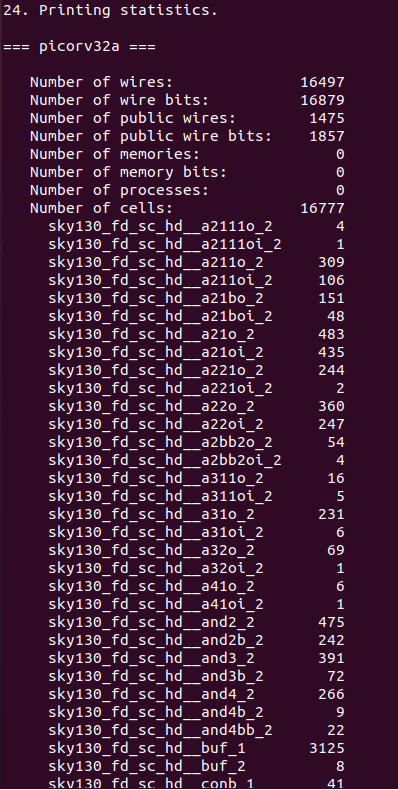 24. Printing statistics.
=== picorv32a ===
Number of wires: 16497
Number of wire bits: 16879
Number of public wires: 1475
Number of public wire bits: 1857
Number of memories: 0
Number of memory bits: 0
Number of processes: 0
Number of cells: 16777
sky130_fd_sc_hd__a2111o_2 4
sky130_fd_sc_hd__a2111oi_2 1
sky130_fd_sc_hd__a211o_2 309
sky130_fd_sc_hd__a211oi_2 106
sky130_fd_sc_hd__a21bo_2 151
sky130_fd_sc_hd__a21boi_2 48
sky130_fd_sc_hd__a21o_2 483
sky130_fd_sc_hd__a21oi_2 435
sky130_fd_sc_hd__a221o_2 244
sky130_fd_sc_hd__a221oi_2 2
sky130_fd_sc_hd__a22o_2 360
sky130_fd_sc_hd__a22oi_2 247
sky130_fd_sc_hd__a2bb2o_2 54
sky130_fd_sc_hd__a2bb2oi_2 4
sky130_fd_sc_hd__a311o_2 16
sky130_fd_sc_hd__a311oi_2 5
sky130_fd_sc_hd__a31o_2 231
sky130_fd_sc_hd__a31oi_2 6
sky130_fd_sc_hd__a32o_2 69
sky130_fd_sc_hd__a32oi_2 1
sky130_fd_sc_hd__a41o_2 6
sky130_fd_sc_hd__a41oi_2 1
sky130_fd_sc_hd__and2_2 475
sky130_fd_sc_hd__and2b_2 242
sky130_fd_sc_hd__and3_2 391
sky130_fd_sc_hd__and3b_2 72
sky130_fd_sc_hd__and4_2 266
sky130_fd_sc_hd__and4b_2 9
sky130_fd_sc_hd__and4bb_2 22
sky130_fd_sc_hd__buf_1 3125
sky130_fd_sc_hd__buf_2 8
sky130_fd_sc_hd__conb_1 41